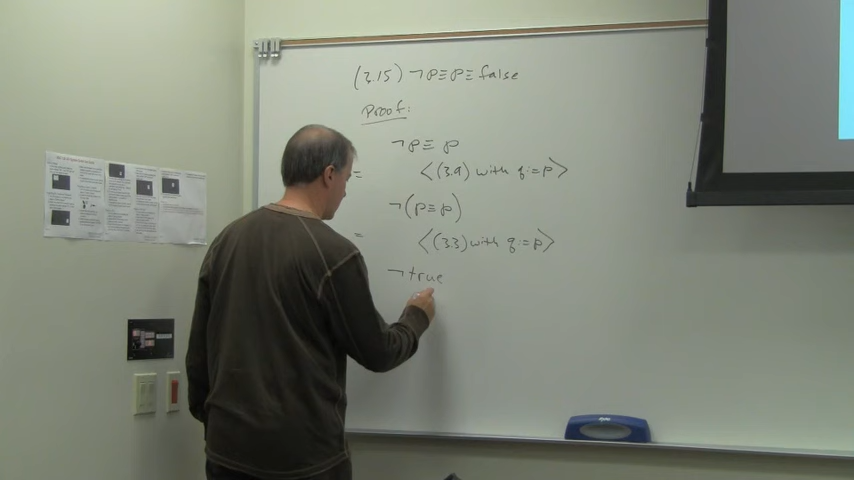 (3.15) ¬p≡p≡false
Proof:
¬p≡p
= <(3.9) with q:=p>
¬(p≡p)
= <(3.3) with q:=p>
¬true